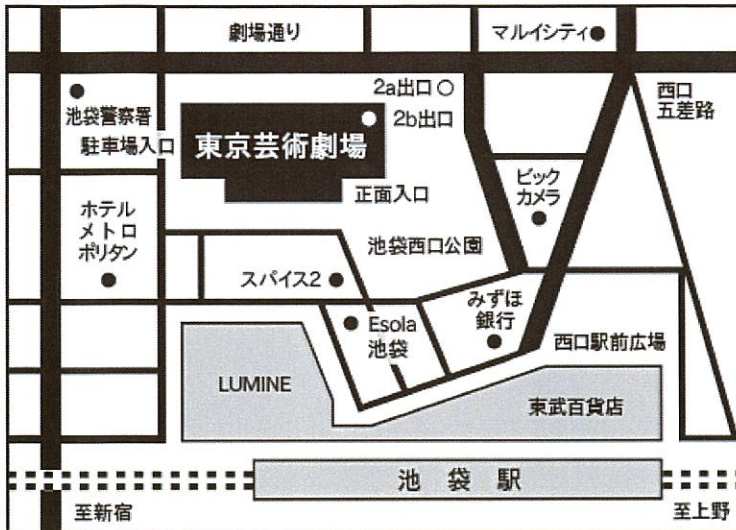 劇場通り
マルイシティ
2a出口
西口
五差路
池袋警察署
2b出口
駐車場入口
東京芸術劇場
正面入口
ビック
カメラ
ホテル
メトロ
ポリタン
池袋西口公園
スパイス2
みずほ
銀行
Esola
池袋
西口駅前広場
LUMINE
東武百貨店
池袋駅
至新宿
至上野